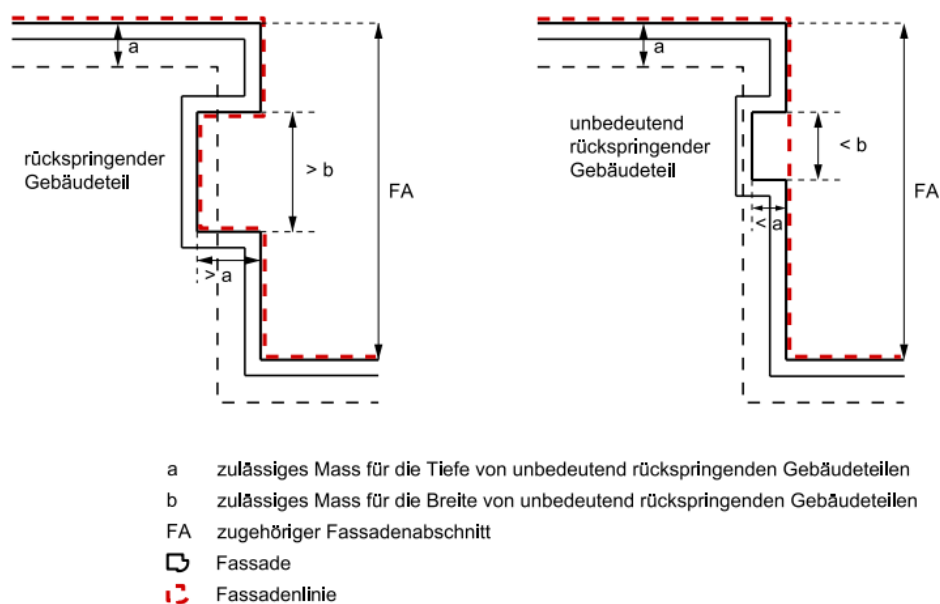 a
a
rückspringender
Gebäudeteil
> b
FA
> a
unbedeutend
rückspringender
Gebäudeteil
< b
FA
< a
a zulässiges Mass für die Tiefe von unbedeutend rückspringenden Gebäudeteilen
b zulässiges Mass für die Breite von unbedeutend rückspringenden Gebäudeteilen
FA zugehöriger Fassadenabschnitt
Fassade
Fassadenlinie